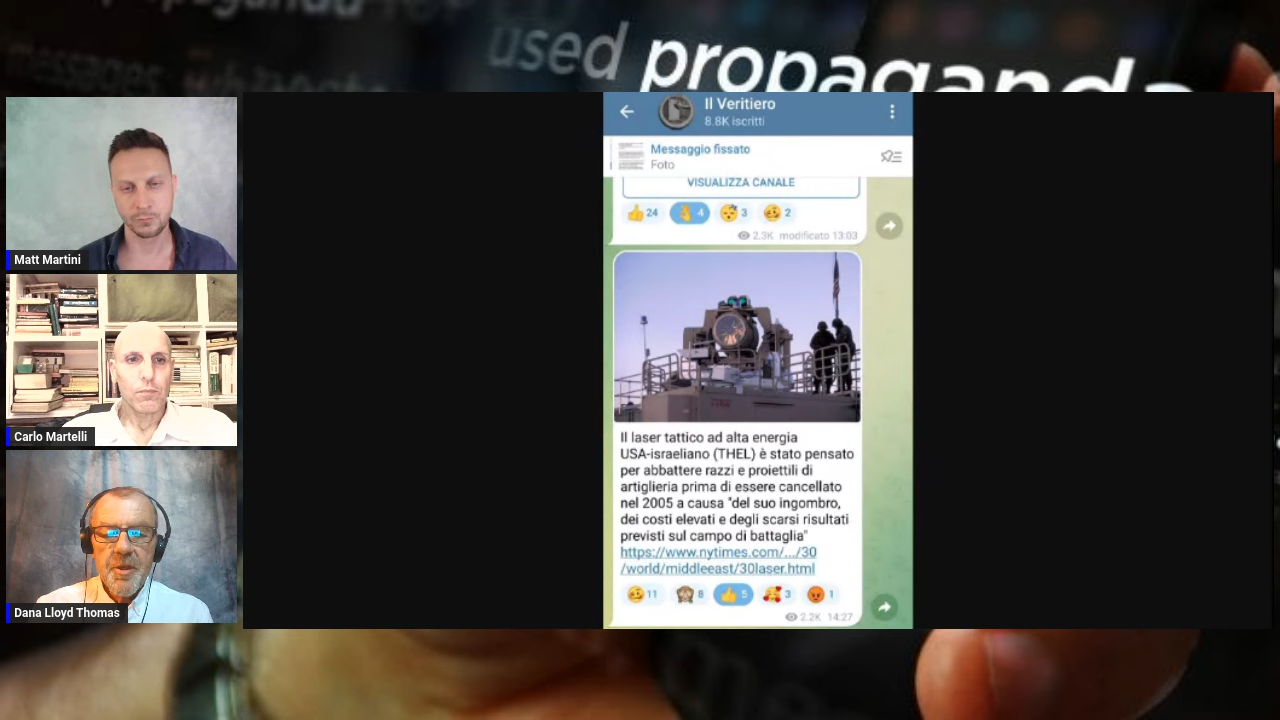 used propaganda
Matt Martini
Carlo Martelli
Dana Lloyd Thomas
Il Veritiero
8.8K iscritti
Messaggio fissato
Foto
VISUALIZZA CANALE
24 4 3 2
2.3K modificato 13:03
Il laser tattico ad alta energia
USA-israeliano (THEL) è stato pensato
per abbattere razzi e proiettili di
artiglieria prima di essere cancellato
nel 2005 a causa "del suo ingombro,
dei costi elevati e degli scarsi risultati
previsti sul campo di battaglia"
https://www.nytimes.com/.../30
/world/middleeast/30laser.html
11 8 5 3 1
2.2K 14:27